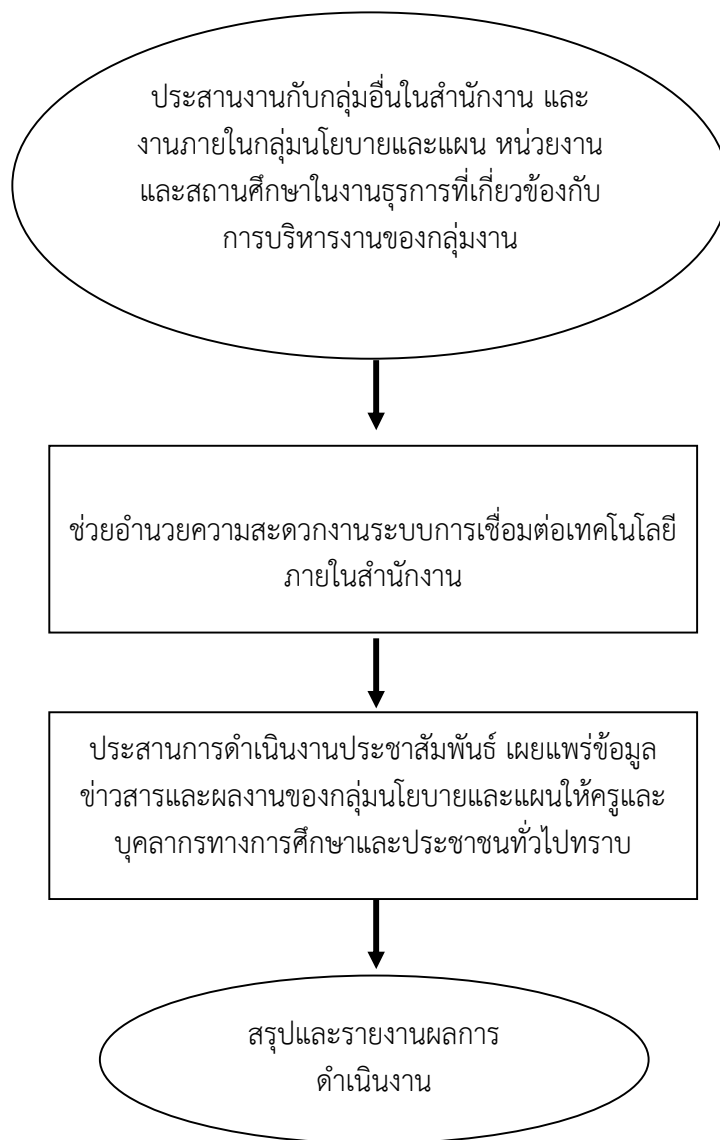 ประสานงานกับกลุ่มอื่นในสำนักงาน และ
งานภายในกลุ่มนโยบายและแผน หน่วยงาน
และสถานศึกษาในงานธุรการที่เกี่ยวข้องกับ
การบริหารงานของกลุ่มงาน
ช่วยอำนวยความสะดวกงานระบบการเชื่อมต่อเทคโนโลยี
ภายในสำนักงาน
ประสานการดำเนินงานประชาสัมพันธ์ เผยแพร่ข้อมูล
ข่าวสารและผลงานของกลุ่มนโยบายและแผนให้ครูและ
บุคลากรทางการศึกษาและประชาชนทั่วไปทราบ
สรุปและรายงานผลการ
ดำเนินงาน